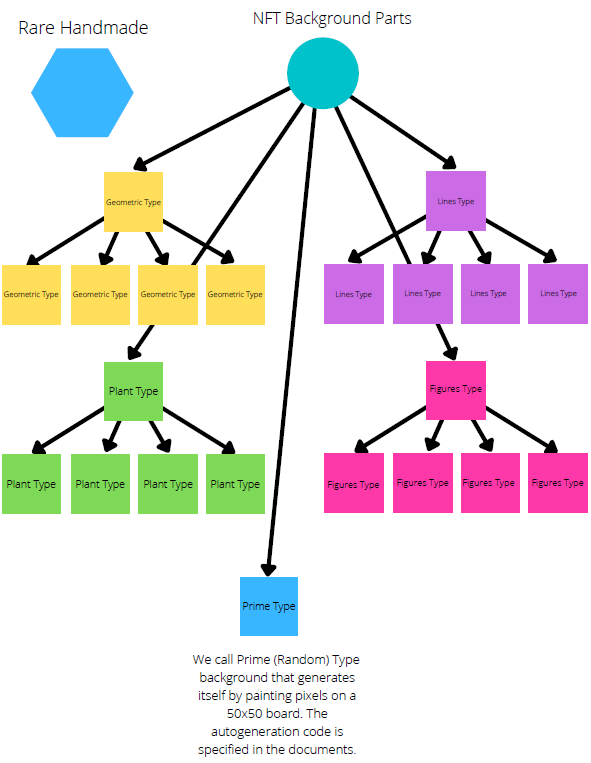 Rare Handmade
NFT Background Parts
Geometric Type
Lines Type
Geometric Type
Geometric Type
Geometric Type
Geometric Type
Lines Type
Lines Type
Lines Type
Lines Type
Plant Type
Figures Type
Plant Type
Plant Type
Plant Type
Plant Type
Figures Type
Figures Type
Figures Type
Figures Type
Prime Type
We call Prime (Random) Type
background that generates
itself by painting pixels on a
50x50 board. The
autogeneration code is
specified in the documents.